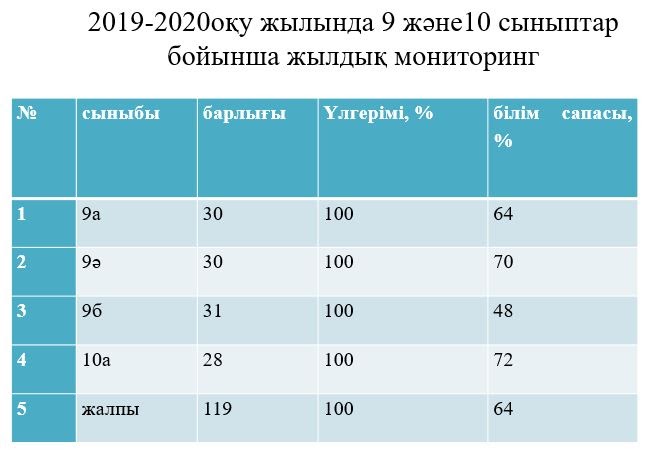 2019-2020оқу жылында 9 және10 сыныптар
бойынша жылдық мониторинг
№ сыныбы барлығы Үлгерімі, % білім сапасы,
%
1 9а 30 100 64
2 9ә 30 100 70
3 9б 31 100 48
4 10а 28 100 72
5 жалпы 119 100 64